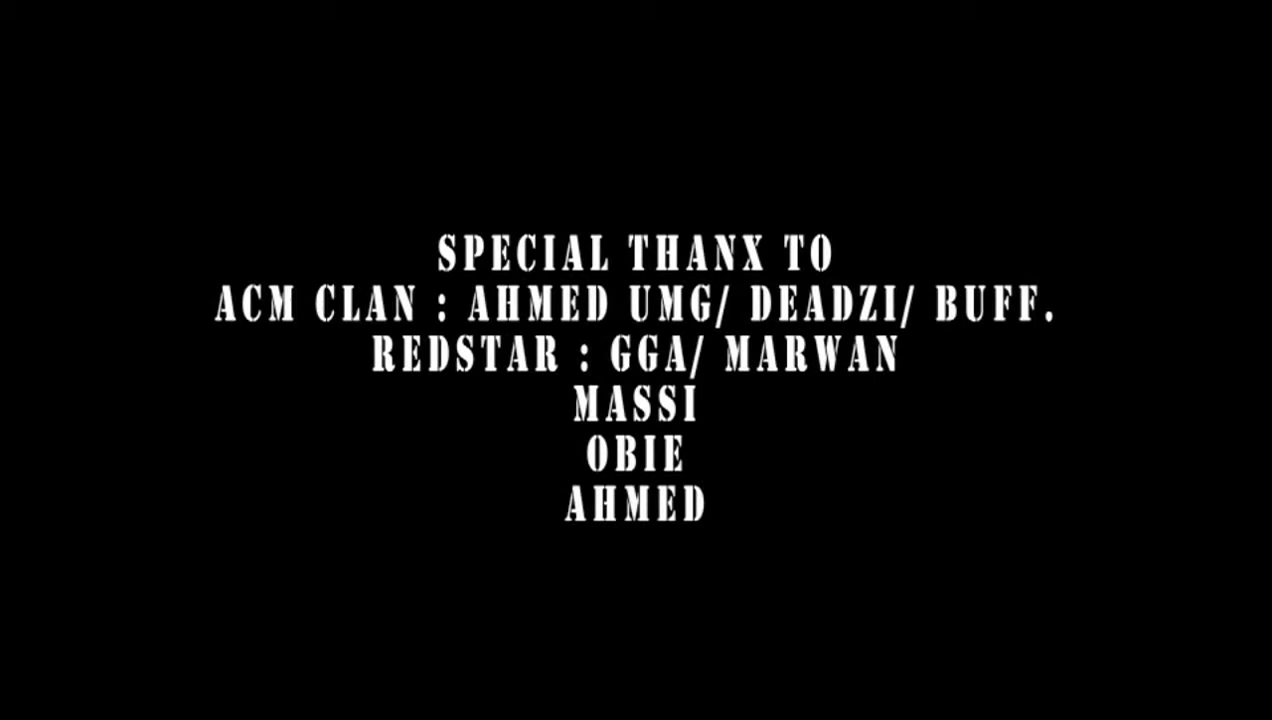 SPECIAL THANX TO
ACM CLAN : AHMED UMG/ DEADZI/ BUFF.
REDSTAR : GGA/ MARWAN
MASSI
OBIE
AHMED